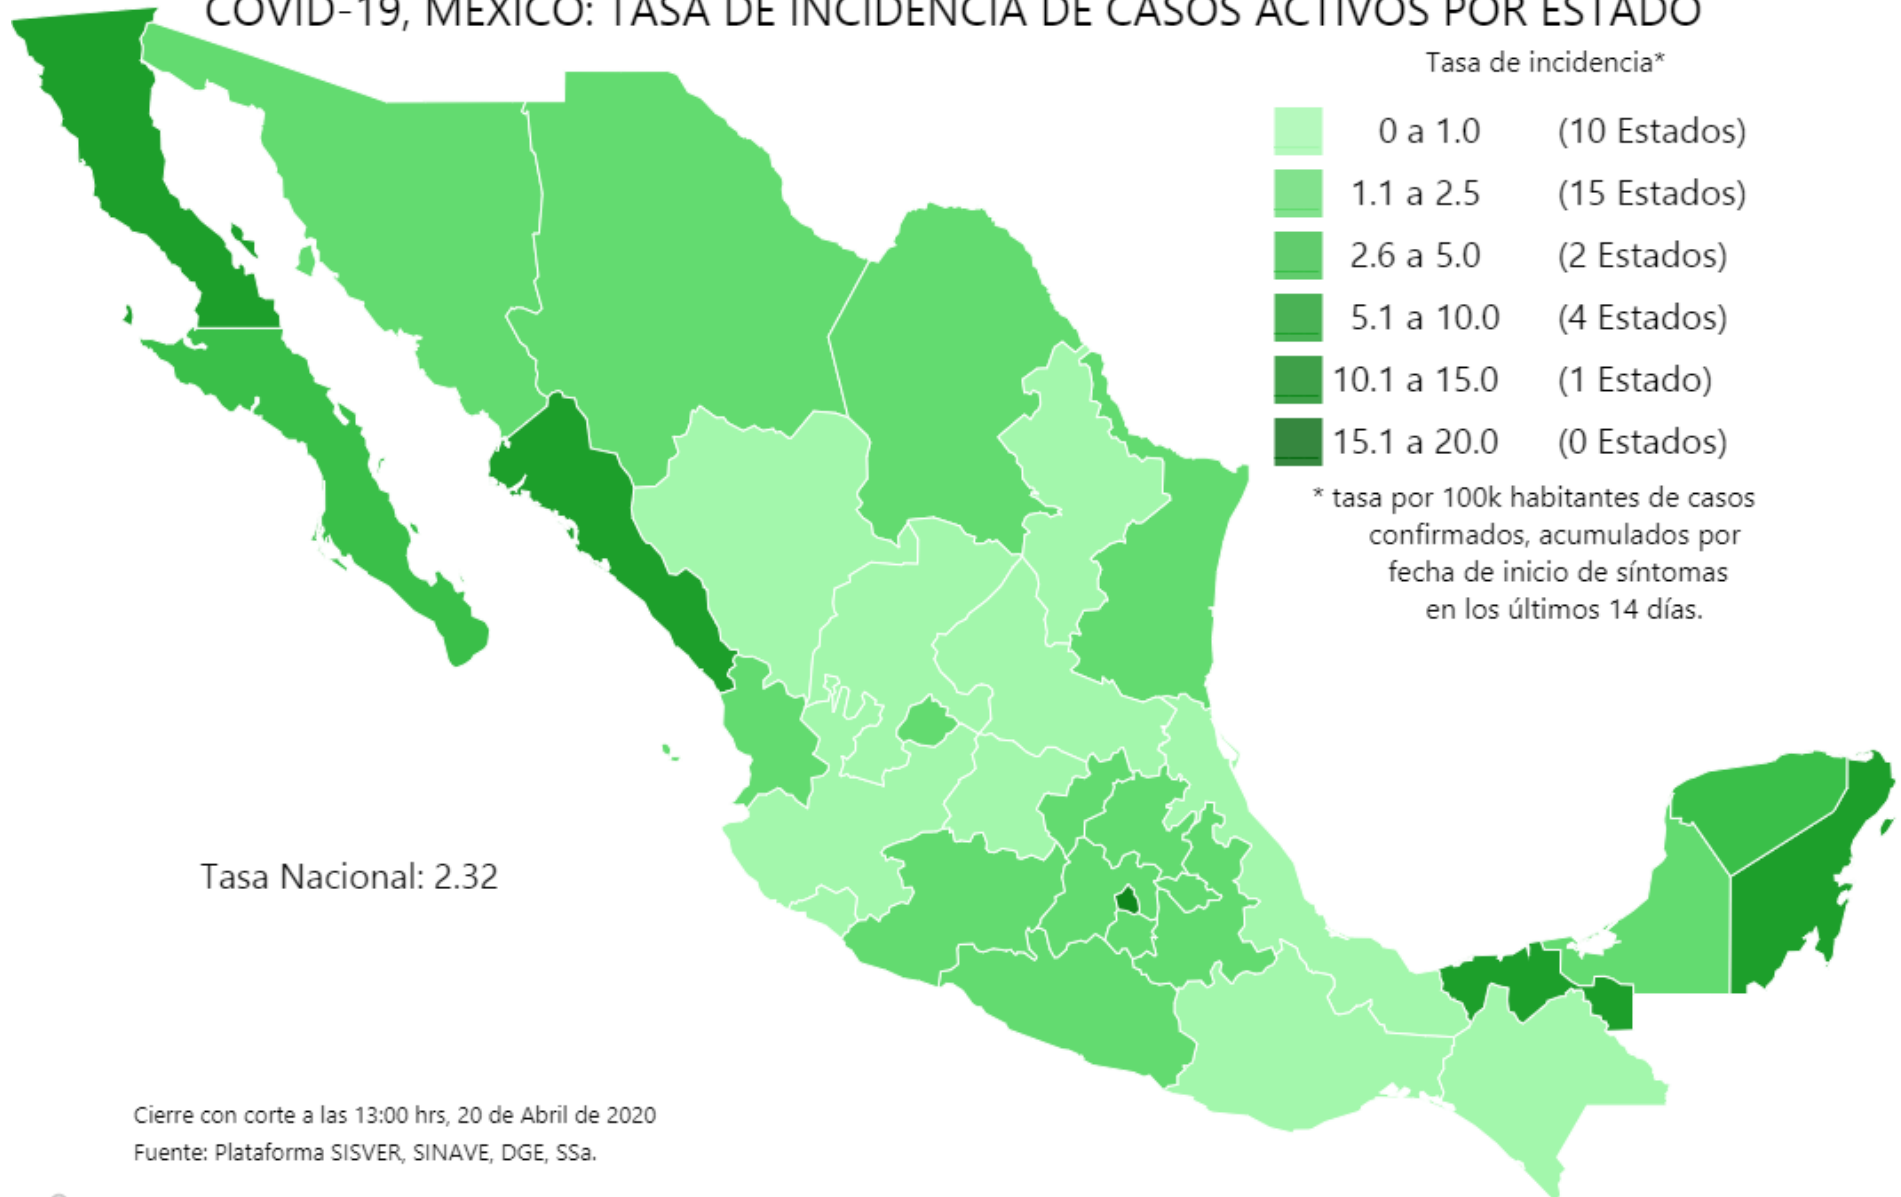 COVID-19, MÉXICO: TASA DE INCIDENCIA DE CASOS ACTIVOS POR ESTADO
Tasa de incidencia*
0 a 1.0 (10 Estados)
1.1 a 2.5 (15 Estados)
2.6 a 5.0 (2 Estados)
5.1 a 10.0 (4 Estados)
10.1 a 15.0 (1 Estado)
15.1 a 20.0 (0 Estados)
* tasa por 100k habitantes de casos
confirmados, acumulados por
fecha de inicio de síntomas
en los últimos 14 días.
Tasa Nacional: 2.32
Cierre con corte a las 13:00 hrs, 20 de Abril de 2020
Fuente: Plataforma SISVER, SINAVE, DGE, SSa.